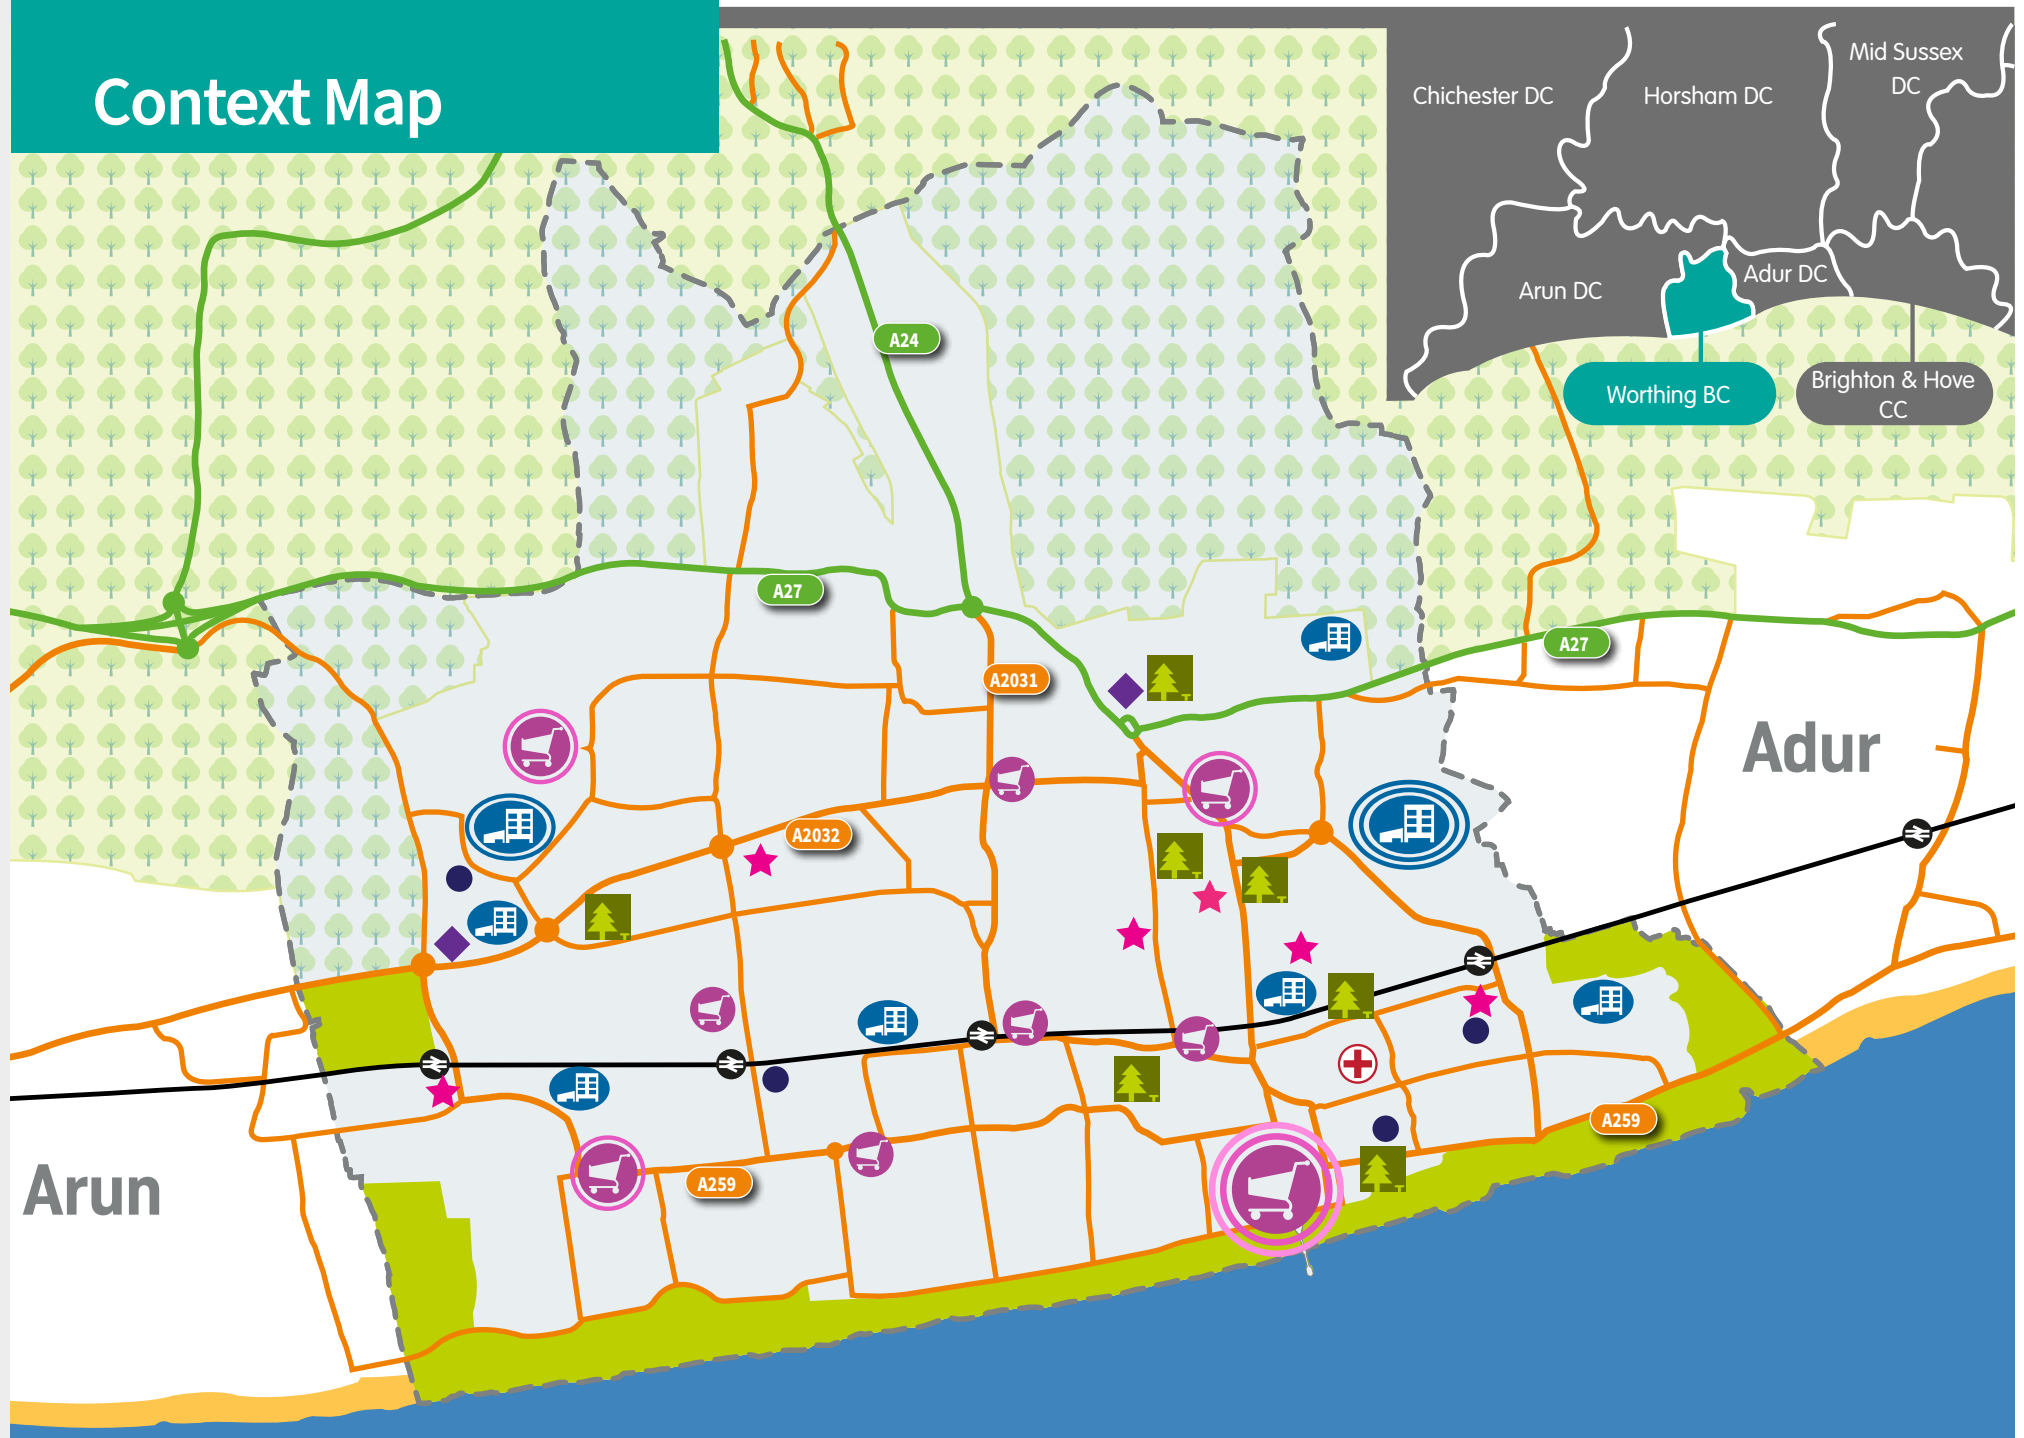 Context Map
Chichester DC
Horsham DC
Mid Sussex
DC
Arun DC
Adur DC
Worthing BC
Brighton & Hove
CC
A24
A27
A27
A2031
Adur
A2032
A259
Arun
A259